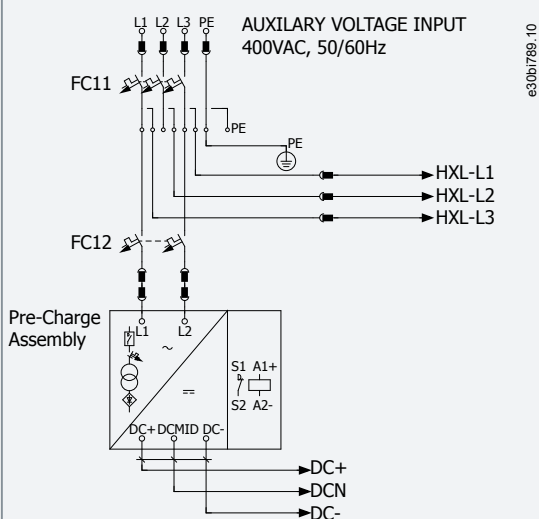 L1 L2 L3 PE
AUXILARY VOLTAGE INPUT
400VAC, 50/60Hz
e30bi789.10
FC11
PE
PE
HXL-L1
HXL-L2
HXL-L3
FC12
Pre-Charge
Assembly
L1 L2
S1 A1+
S2 A2-
DC+ DCMID DC-
DC+
DCN
DC-